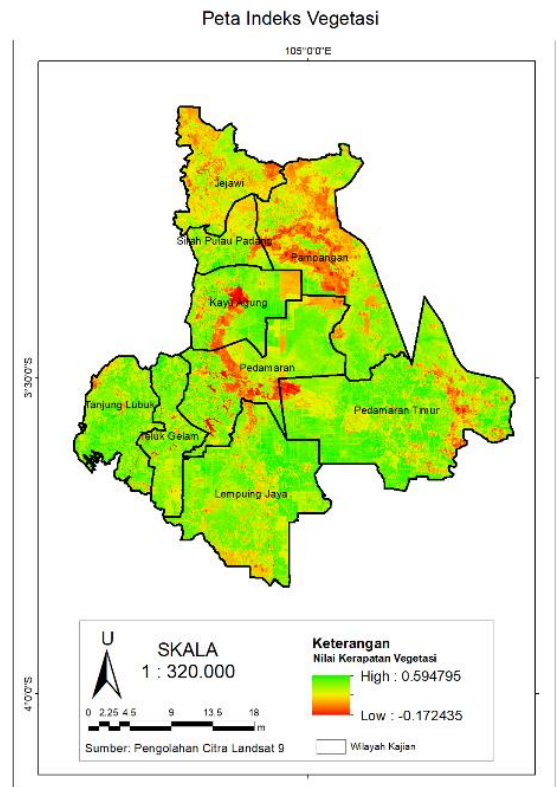 Peta Indeks Vegetasi
105°0'0"E
Jejawi
Sirah Pulau Padang
Pampangan
Kayu Agung
3°30'0"S
Pedamaran
Tanjung Lubuk
Pedamaran Timur
Teluk Gelam
Lempuing Jaya
U
SKALA
1 : 320.000
0 2.25 4.5 9 13.5 18
m
Sumber: Pengolahan Citra Landsat 9
Keterangan
Nilai Kerapatan Vegetasi
High : 0.594795
Low : -0.172435
Wilayah Kajian
4°0'0"S